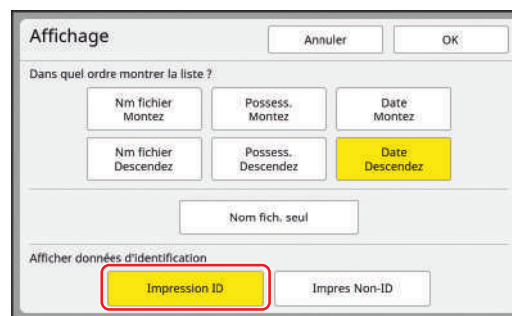 Affichage
Annuler
OK
Dans quel ordre montrer la liste ?
Nm fichier
Montez
Possess.
Montez
Date
Montez
Nm fichier
Descendez
Possess.
Descendez
Date
Descendez
Nom fich. seul
Afficher données d'identification
Impression ID
Impres Non-ID